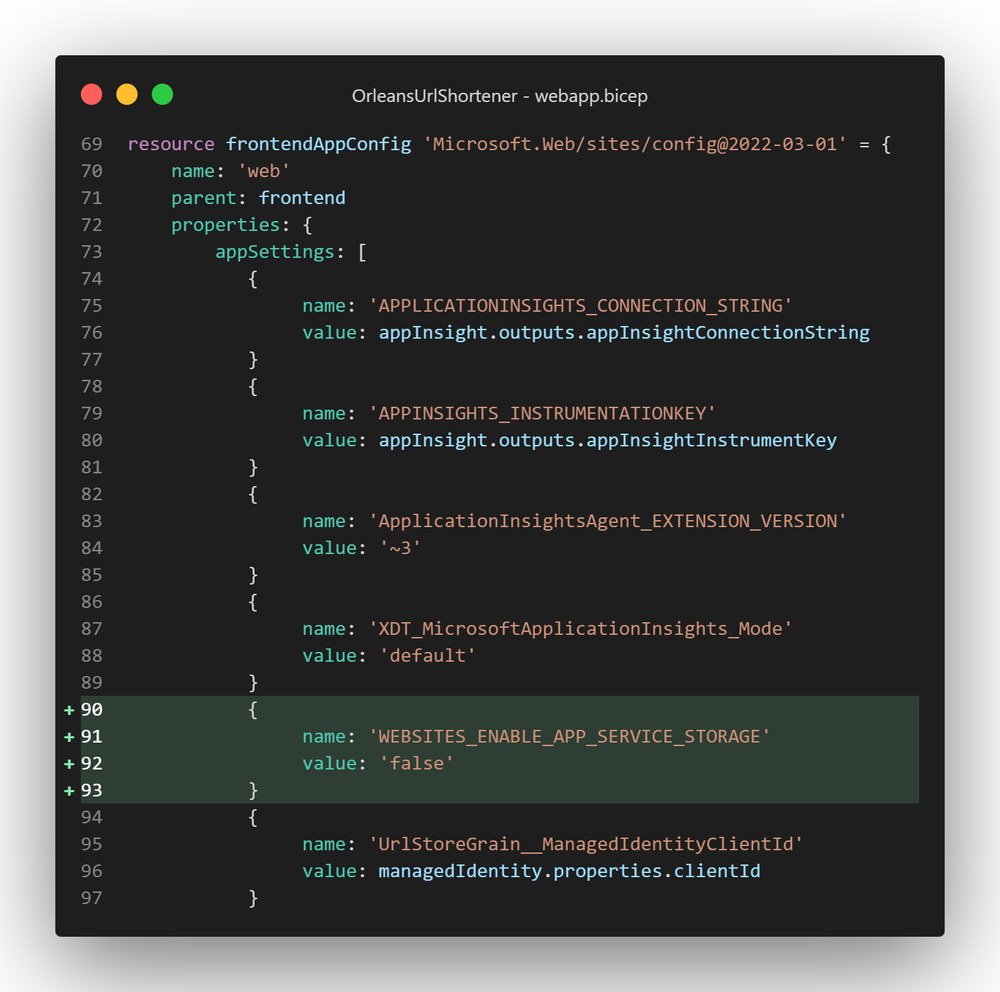 OrleansUrlShortener - webapp.bicep
69 resource frontendAppConfig 'Microsoft.Web/sites/config@2022-03-01' = {
70     name: 'web'
71     parent: frontend
72     properties: {
73         appSettings: [
74            {
75                 name: 'APPLICATIONINSIGHTS_CONNECTION_STRING'
76                 value: appInsight.outputs.appInsightConnectionString
77            }
78            {
79                 name: 'APPINSIGHTS_INSTRUMENTATIONKEY'
80                 value: appInsight.outputs.appInsightInstrumentKey
81            }
82            {
83                 name: 'ApplicationInsightsAgent_EXTENSION_VERSION'
84                 value: '~3'
85            }
86            {
87                 name: 'XDT_MicrosoftApplicationInsights_Mode'
88                 value: 'default'
89            }
+ 90            {
+ 91                 name: 'WEBSITES_ENABLE_APP_SERVICE_STORAGE'
+ 92                 value: 'false'
+ 93            }
94            {
95                 name: 'UrlStoreGrain__ManagedIdentityClientId'
96                 value: managedIdentity.properties.clientId
97            }